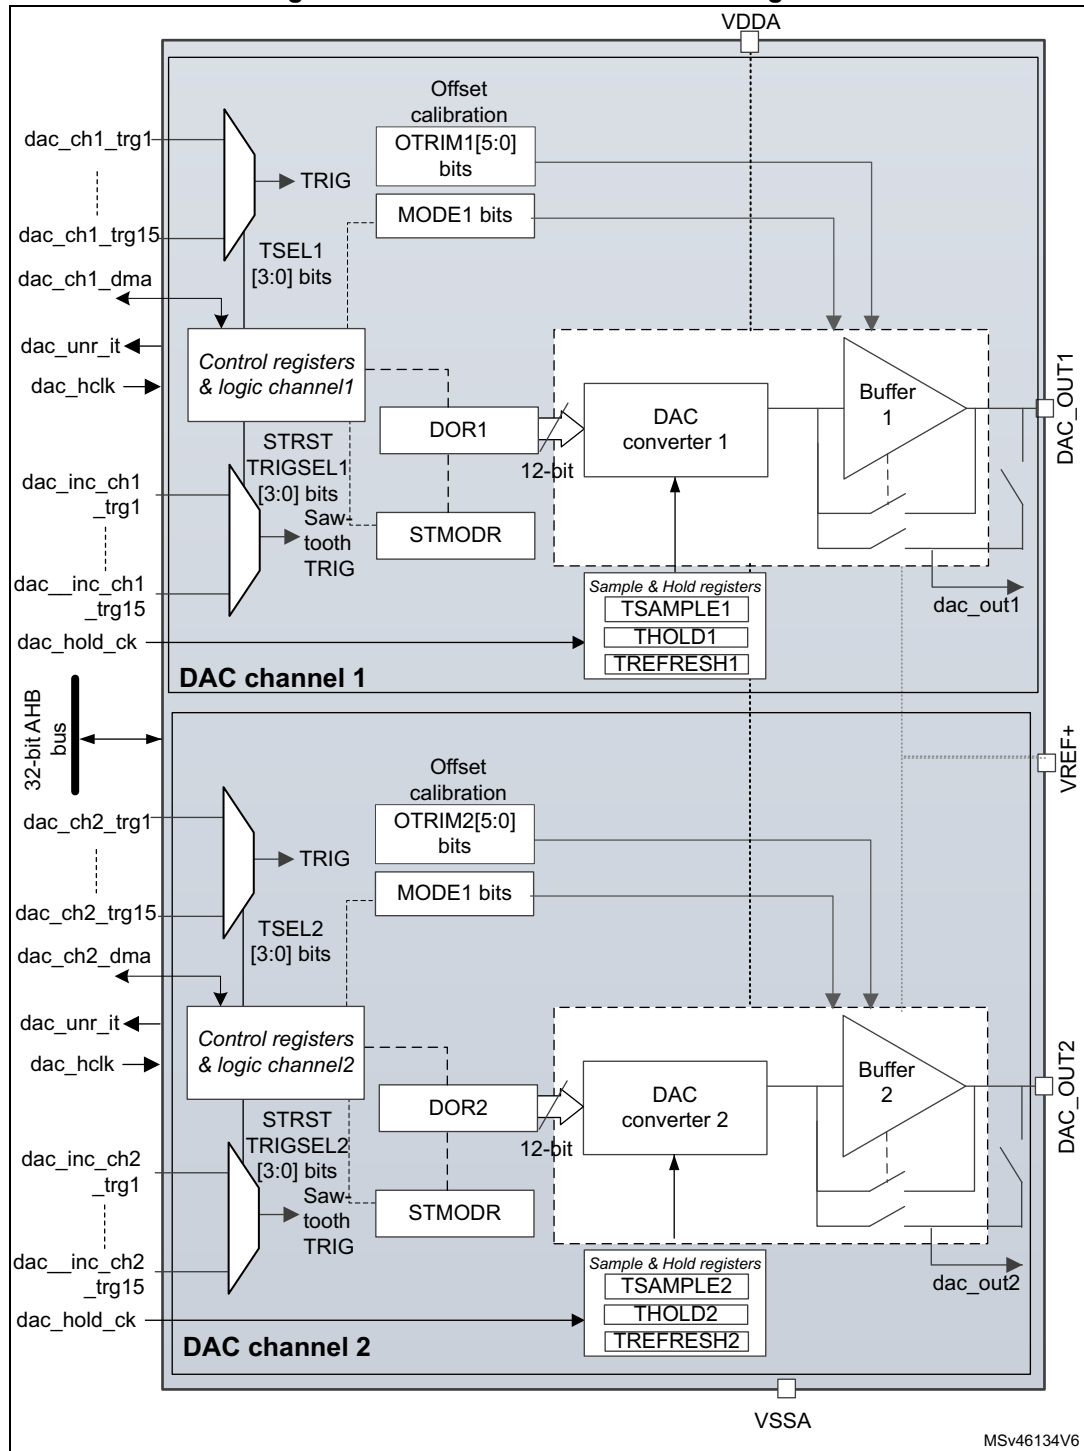 VDDA
Offset
calibration
OTRIM1[5:0]
bits
dac_ch1_trg1
TRIG
MODE1 bits
dac_ch1_trg15
TSEL1
[3:0] bits
dac_ch1_dma
dac_unr_it
dac_hclk
Control registers
& logic channel1
Buffer
1
DAC
converter 1
DAC_OUT1
DOR1
12-bit
STRST
TRIGSEL1
[3:0] bits
dac_inc_ch1
_trg1
Saw-
tooth
TRIG
STMODR
dac__inc_ch1
_trg15
Sample & Hold registers
TSAMPLE1
THOLD1
TREFRESH1
dac_out1
dac_hold_ck
DAC channel 1
32-bit AHB
bus
VREF+
Offset
calibration
OTRIM2[5:0]
bits
dac_ch2_trg1
TRIG
MODE1 bits
dac_ch2_trg15
TSEL2
[3:0] bits
dac_ch2_dma
dac_unr_it
dac_hclk
Control registers
& logic channel2
Buffer
2
DAC
converter 2
DAC_OUT2
DOR2
12-bit
STRST
TRIGSEL2
[3:0] bits
dac_inc_ch2
_trg1
Saw-
tooth
TRIG
STMODR
dac__inc_ch2
_trg15
Sample & Hold registers
TSAMPLE2
THOLD2
TREFRESH2
dac_out2
dac_hold_ck
DAC channel 2
VSSA
MSv46134V6